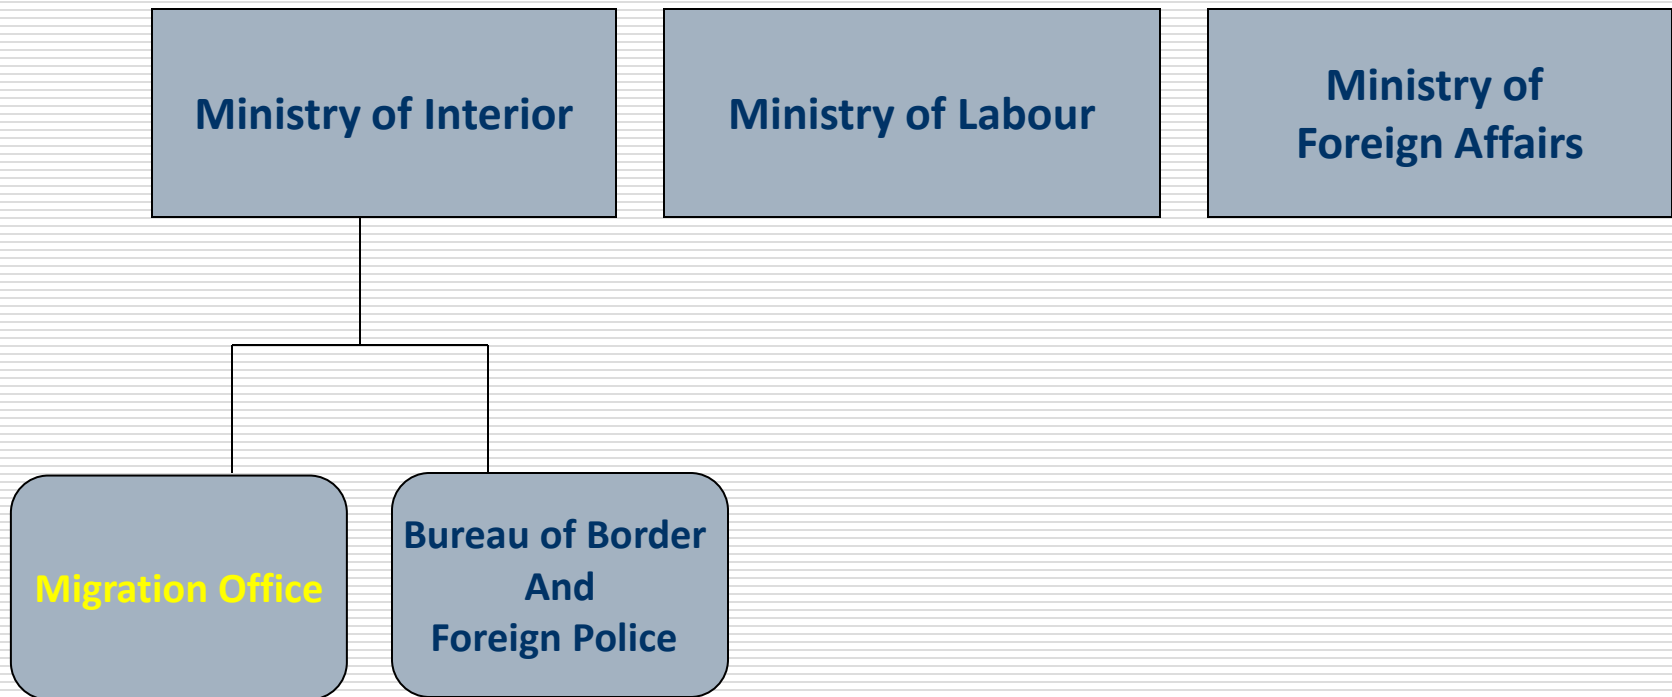 Ministry of Interior
Ministry of Labour
Ministry of
Foreign Affairs
Migration Office
Bureau of Border
And
Foreign Police